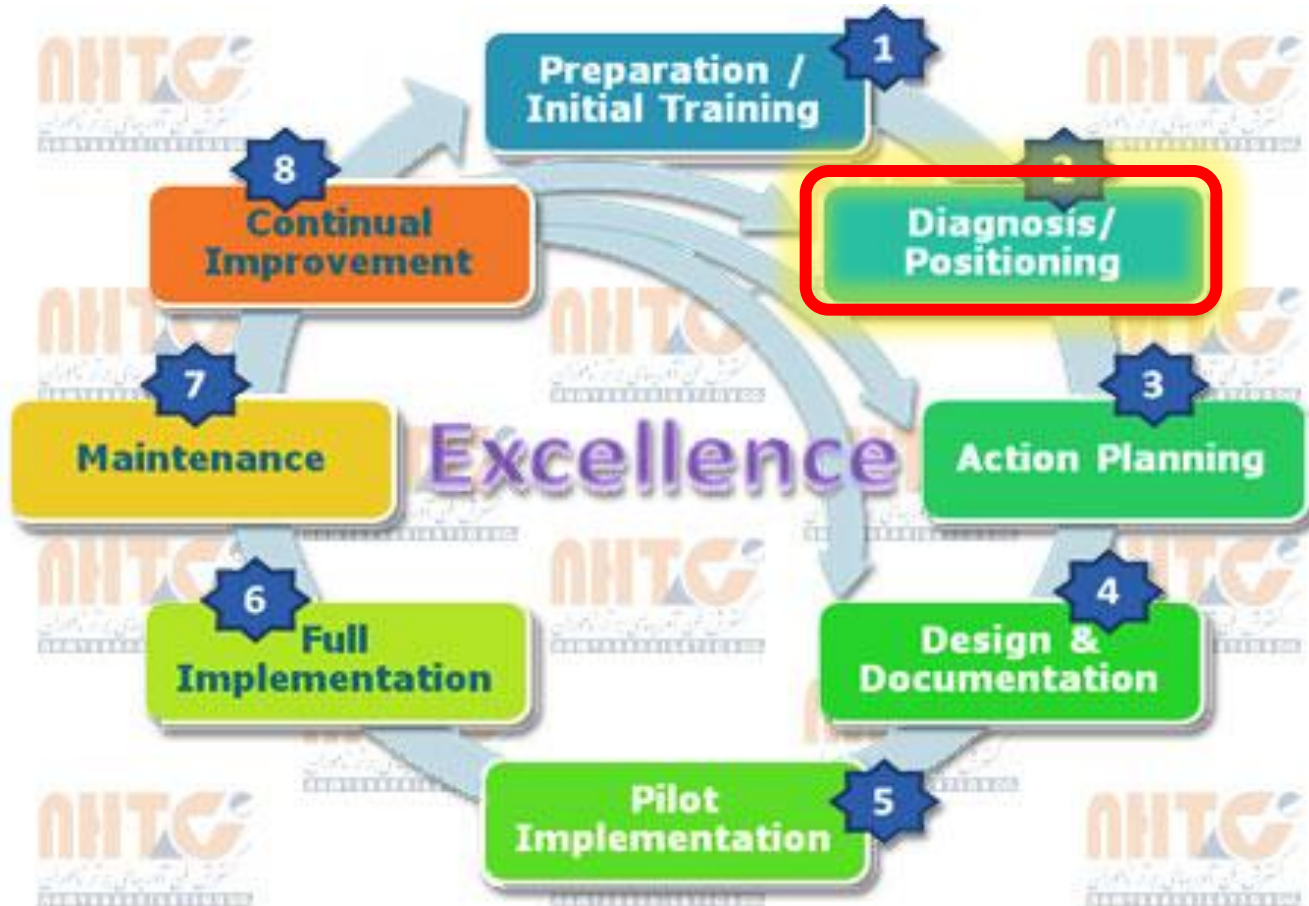 1
Preparation /
Initial Training
2
Diagnosis/
Positioning
3
Action Planning
4
Design &
Documentation
5
Pilot
Implementation
6
Full
Implementation
7
Maintenance
8
Continual
Improvement
Excellence